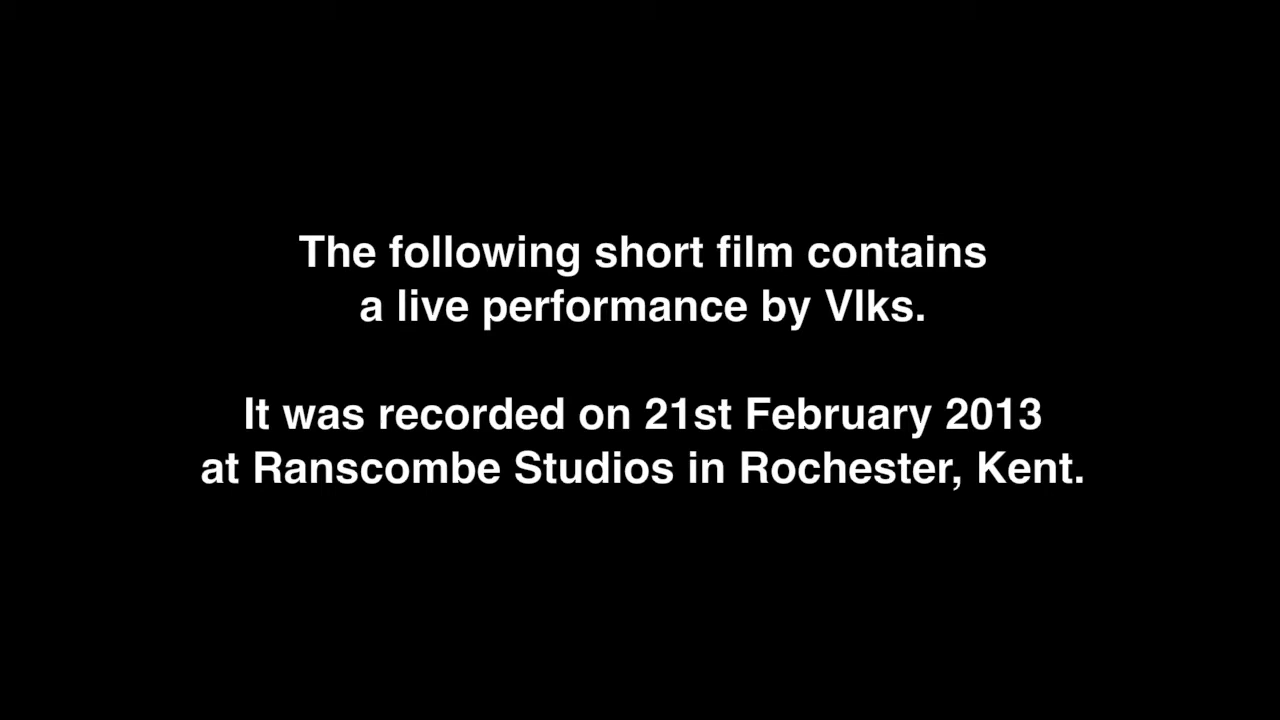 The following short film contains
a live performance by Vlks.
It was recorded on 21st February 2013
at Ranscombe Studios in Rochester, Kent.